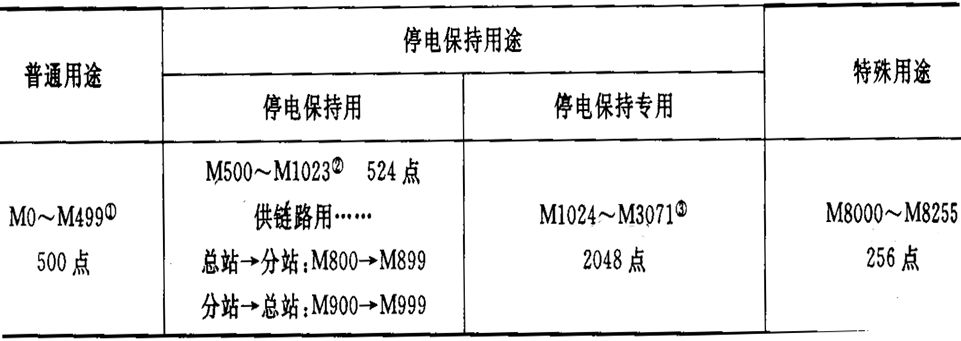 普通用途
停电保持用途
特殊用途
停电保持用
停电保持专用
M0～M499①
500点
M500～M1023② 524点
供链路用……
总站→分站:M800→M899
分站→总站:M900→M999
M1024～M3071③
2048点
M8000～M8255
256点